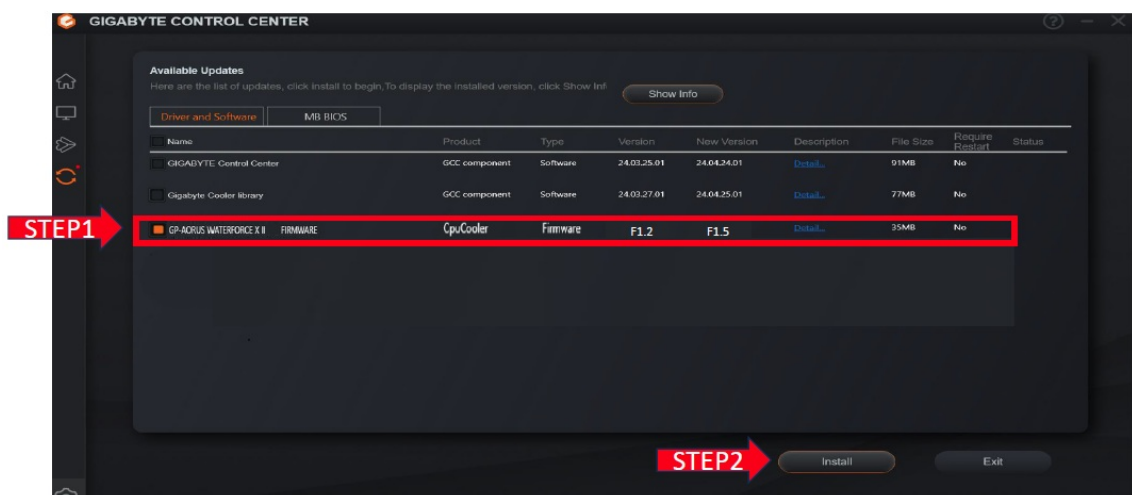 GIGABYTE CONTROL CENTER
Available Updates
Here are the list of updates, click install to begin,To display the installed version, click Show Inf
Show Info
Driver and Software MB BIOS
Name Product Type Version New Version Description File Size Require Restart Status
GIGABYTE Control Center GCC component Software 24.03.25.01 24.04.24.01 Detail... 91MB No
Gigabyte Cooler library GCC component Software 24.03.27.01 24.04.25.01 Detail... 77MB No
STEP1
GP-AORUS WATERFORCE X II FIRMWARE CpuCooler Firmware F1.2 F1.5 Detail... 35MB No
STEP2
Install Exit